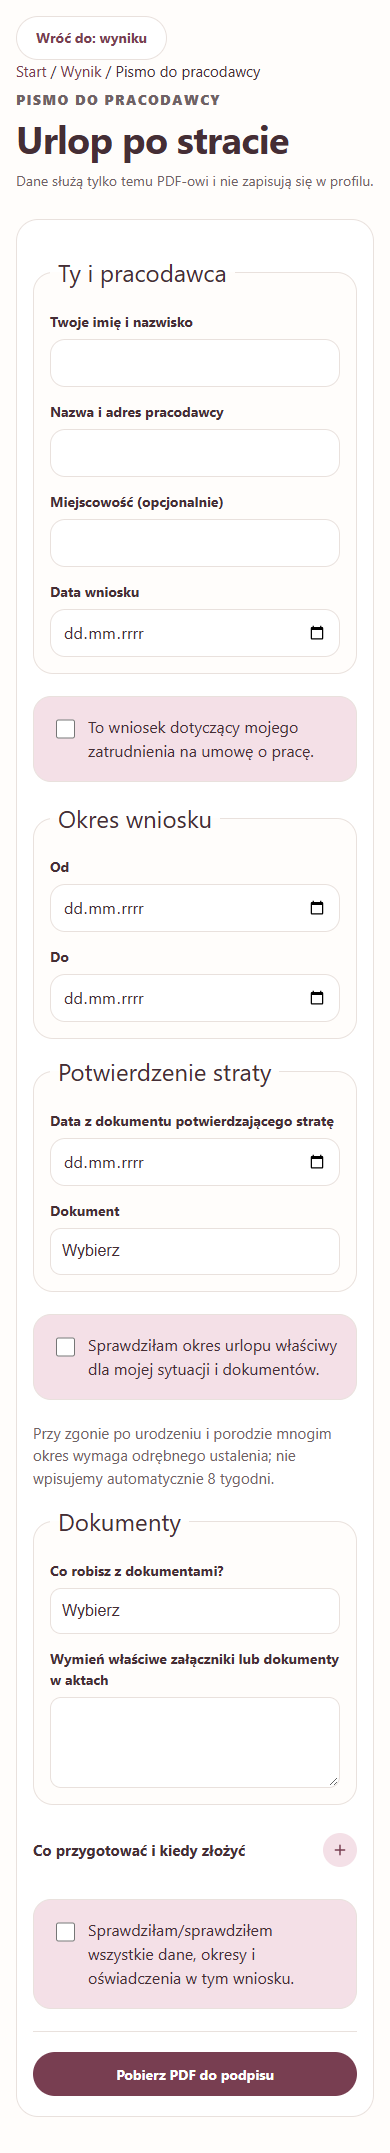 Wróć do: wyniku
Start / Wynik / Pismo do pracodawcy
PISMO DO PRACODAWCY
Urlop po stracie
Dane służą tylko temu PDF-owi i nie zapisują się w profilu.
Ty i pracodawca
Twoje imię i nazwisko
Nazwa i adres pracodawcy
Miejscowość (opcjonalnie)
Data wniosku
dd.mm.rrrr
To wniosek dotyczący mojego
zatrudnienia na umowę o pracę.
Okres wniosku
Od
dd.mm.rrrr
Do
dd.mm.rrrr
Potwierdzenie straty
Data z dokumentu potwierdzającego stratę
dd.mm.rrrr
Dokument
Wybierz
Sprawdziłam okres urlopu właściwy
dla mojej sytuacji i dokumentów.
Przy zgonie po urodzeniu i porodzie mnogim
okres wymaga odrębnego ustalenia; nie
wpisujemy automatycznie 8 tygodni.
Dokumenty
Co robisz z dokumentami?
Wybierz
Wymień właściwe załączniki lub dokumenty
w aktach
Co przygotować i kiedy złożyć
+
Sprawdziłam/sprawdziłem
wszystkie dane, okresy i
oświadczenia w tym wniosku.
Pobierz PDF do podpisu